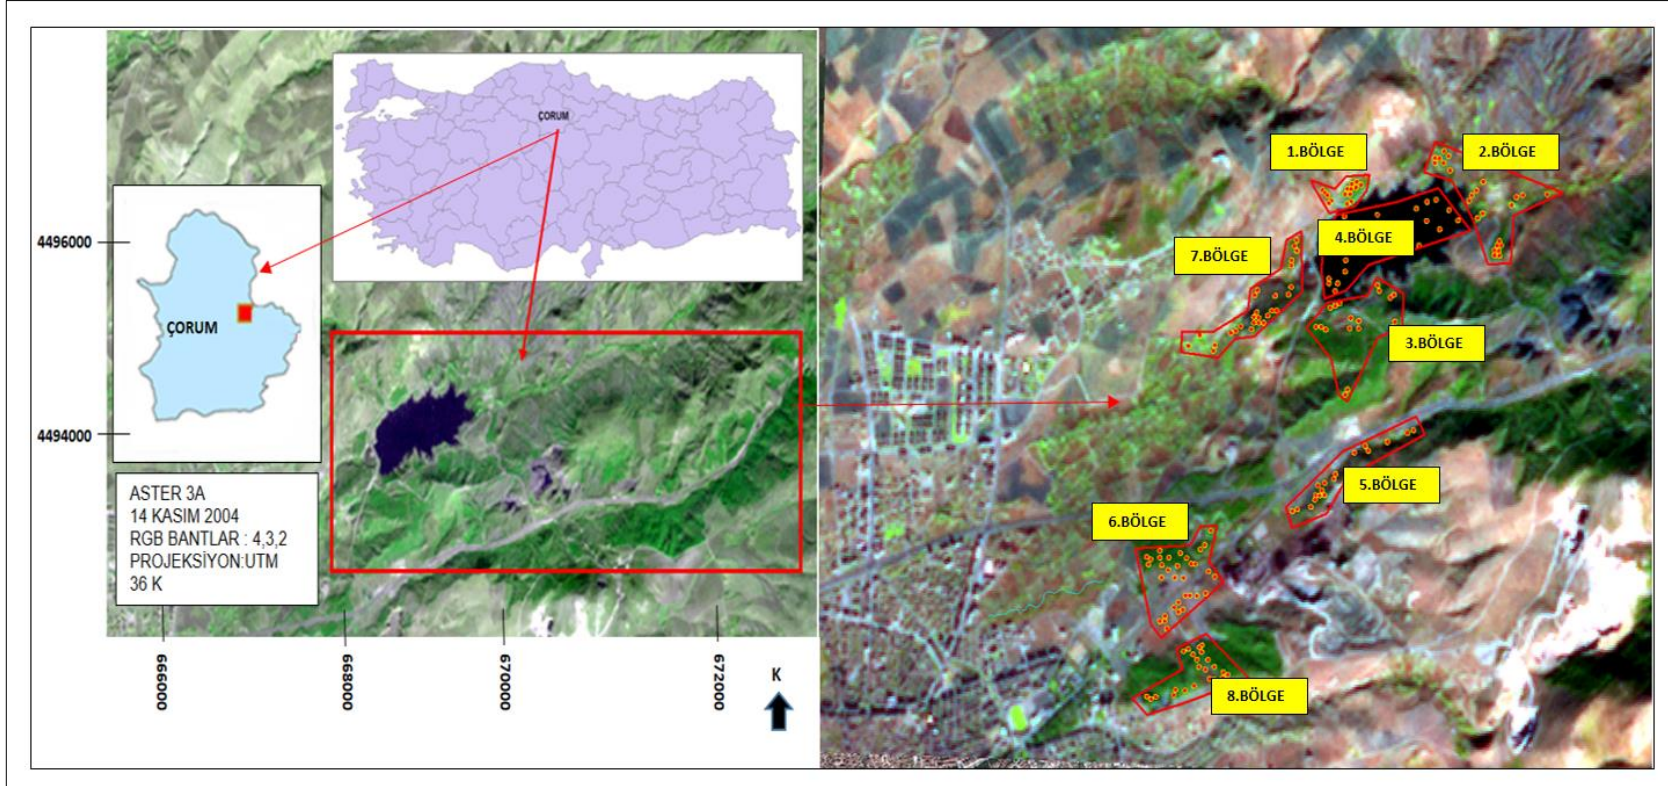 ÇORUM
4496000
ÇORUM
4494000
ASTER 3A
14 KASIM 2004
RGB BANTLAR : 4,3,2
PROJEKSİYON:UTM
36 K
666000
668000
670000
672000
K
1.BÖLGE
2.BÖLGE
4.BÖLGE
7.BÖLGE
3.BÖLGE
5.BÖLGE
6.BÖLGE
8.BÖLGE